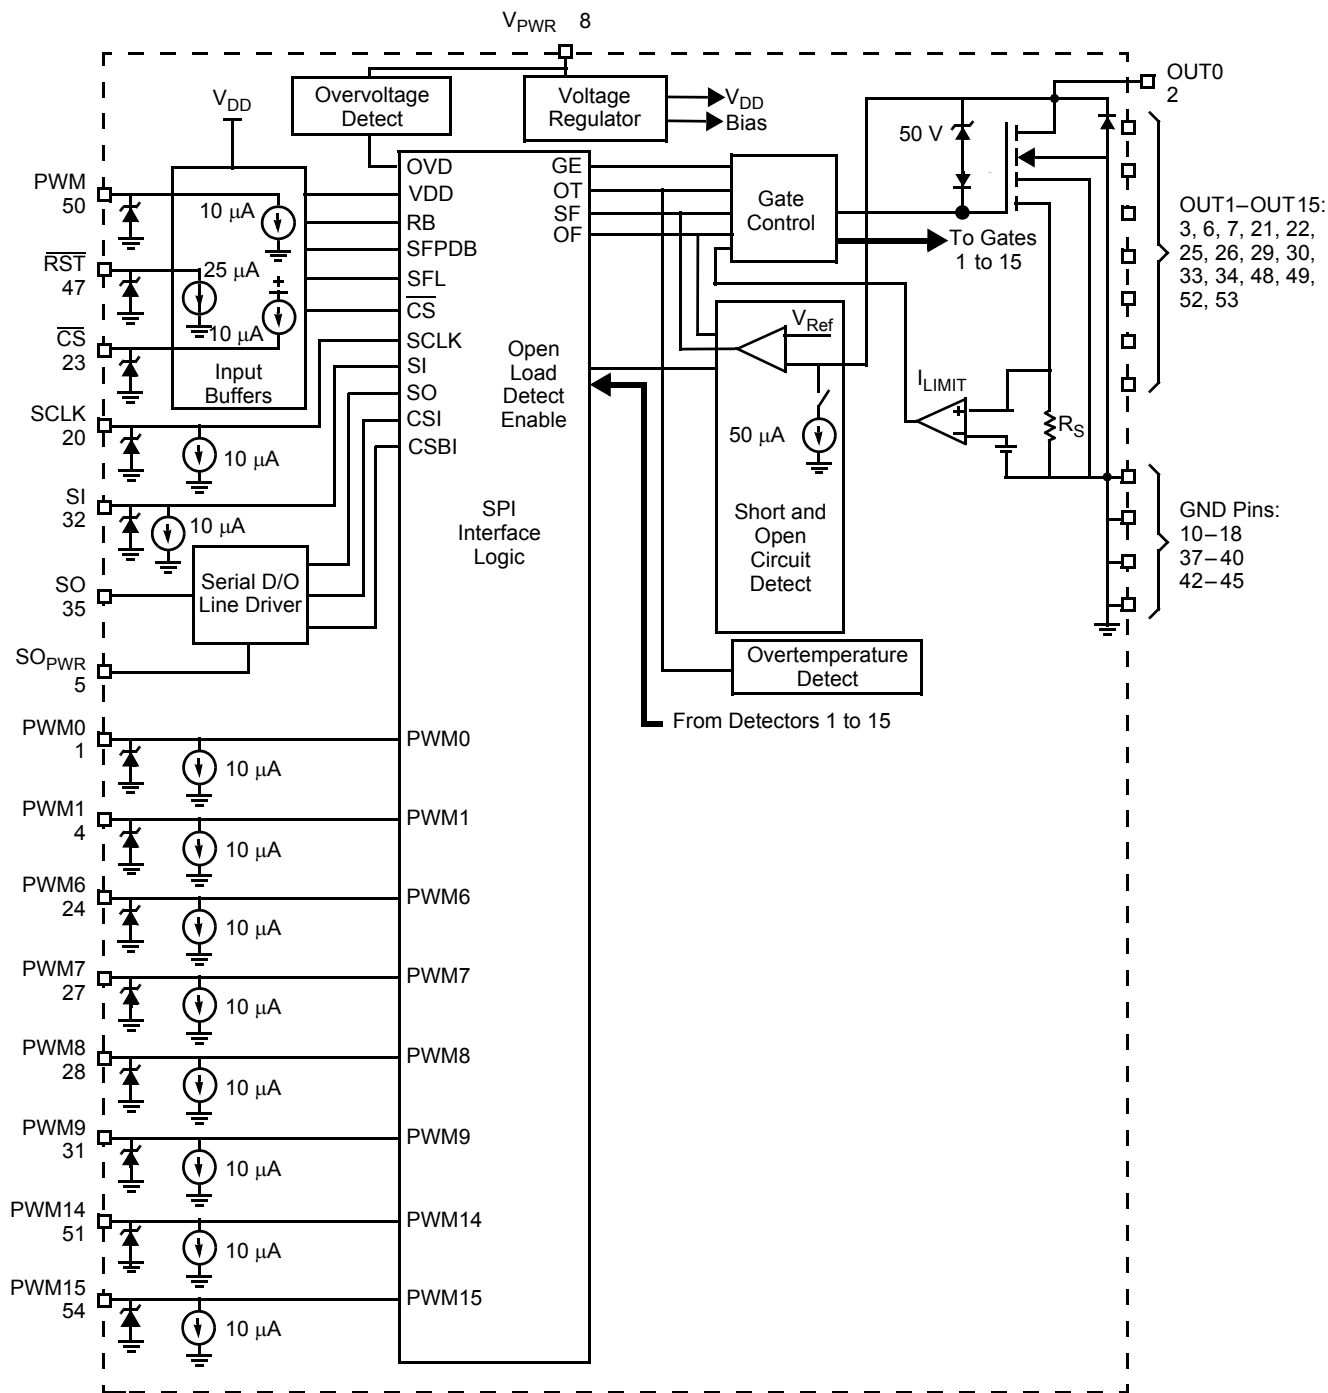 VPWR 8
OUT0
2
VDD
Overvoltage
Detect
Voltage
Regulator
VDD
Bias
50 V
OUT1–OUT15:
3, 6, 7, 21, 22,
25, 26, 29, 30,
33, 34, 48, 49,
52, 53
PWM
50
10 μA
RST
47
25 μA
+
10 μA
CS
23
Input
Buffers
SCLK
20
10 μA
SI
32
10 μA
SO
35
Serial D/O
Line Driver
SOPWR
5
OVD
VDD
RB
SFPDB
SFL
CS
SCLK
SI
SO
CSI
CSBI
GE
OT
SF
OF
Open
Load
Detect
Enable
SPI
Interface
Logic
Gate
Control
To Gates
1 to 15
VRef
50 μA
Short and
Open
Circuit
Detect
ILIMIT
+
–
RS
GND Pins:
10–18
37–40
42–45
Overtemperature
Detect
From Detectors 1 to 15
PWM0
1
10 μA
PWM0
PWM1
4
10 μA
PWM1
PWM6
24
10 μA
PWM6
PWM7
27
10 μA
PWM7
PWM8
28
10 μA
PWM8
PWM9
31
10 μA
PWM9
PWM14
51
10 μA
PWM14
PWM15
54
10 μA
PWM15